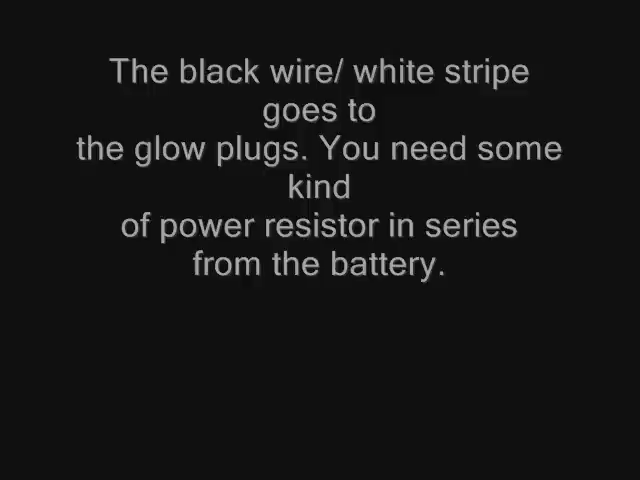 The black wire/ white stripe
goes to
the glow plugs. You need some
kind
of power resistor in series
from the battery.